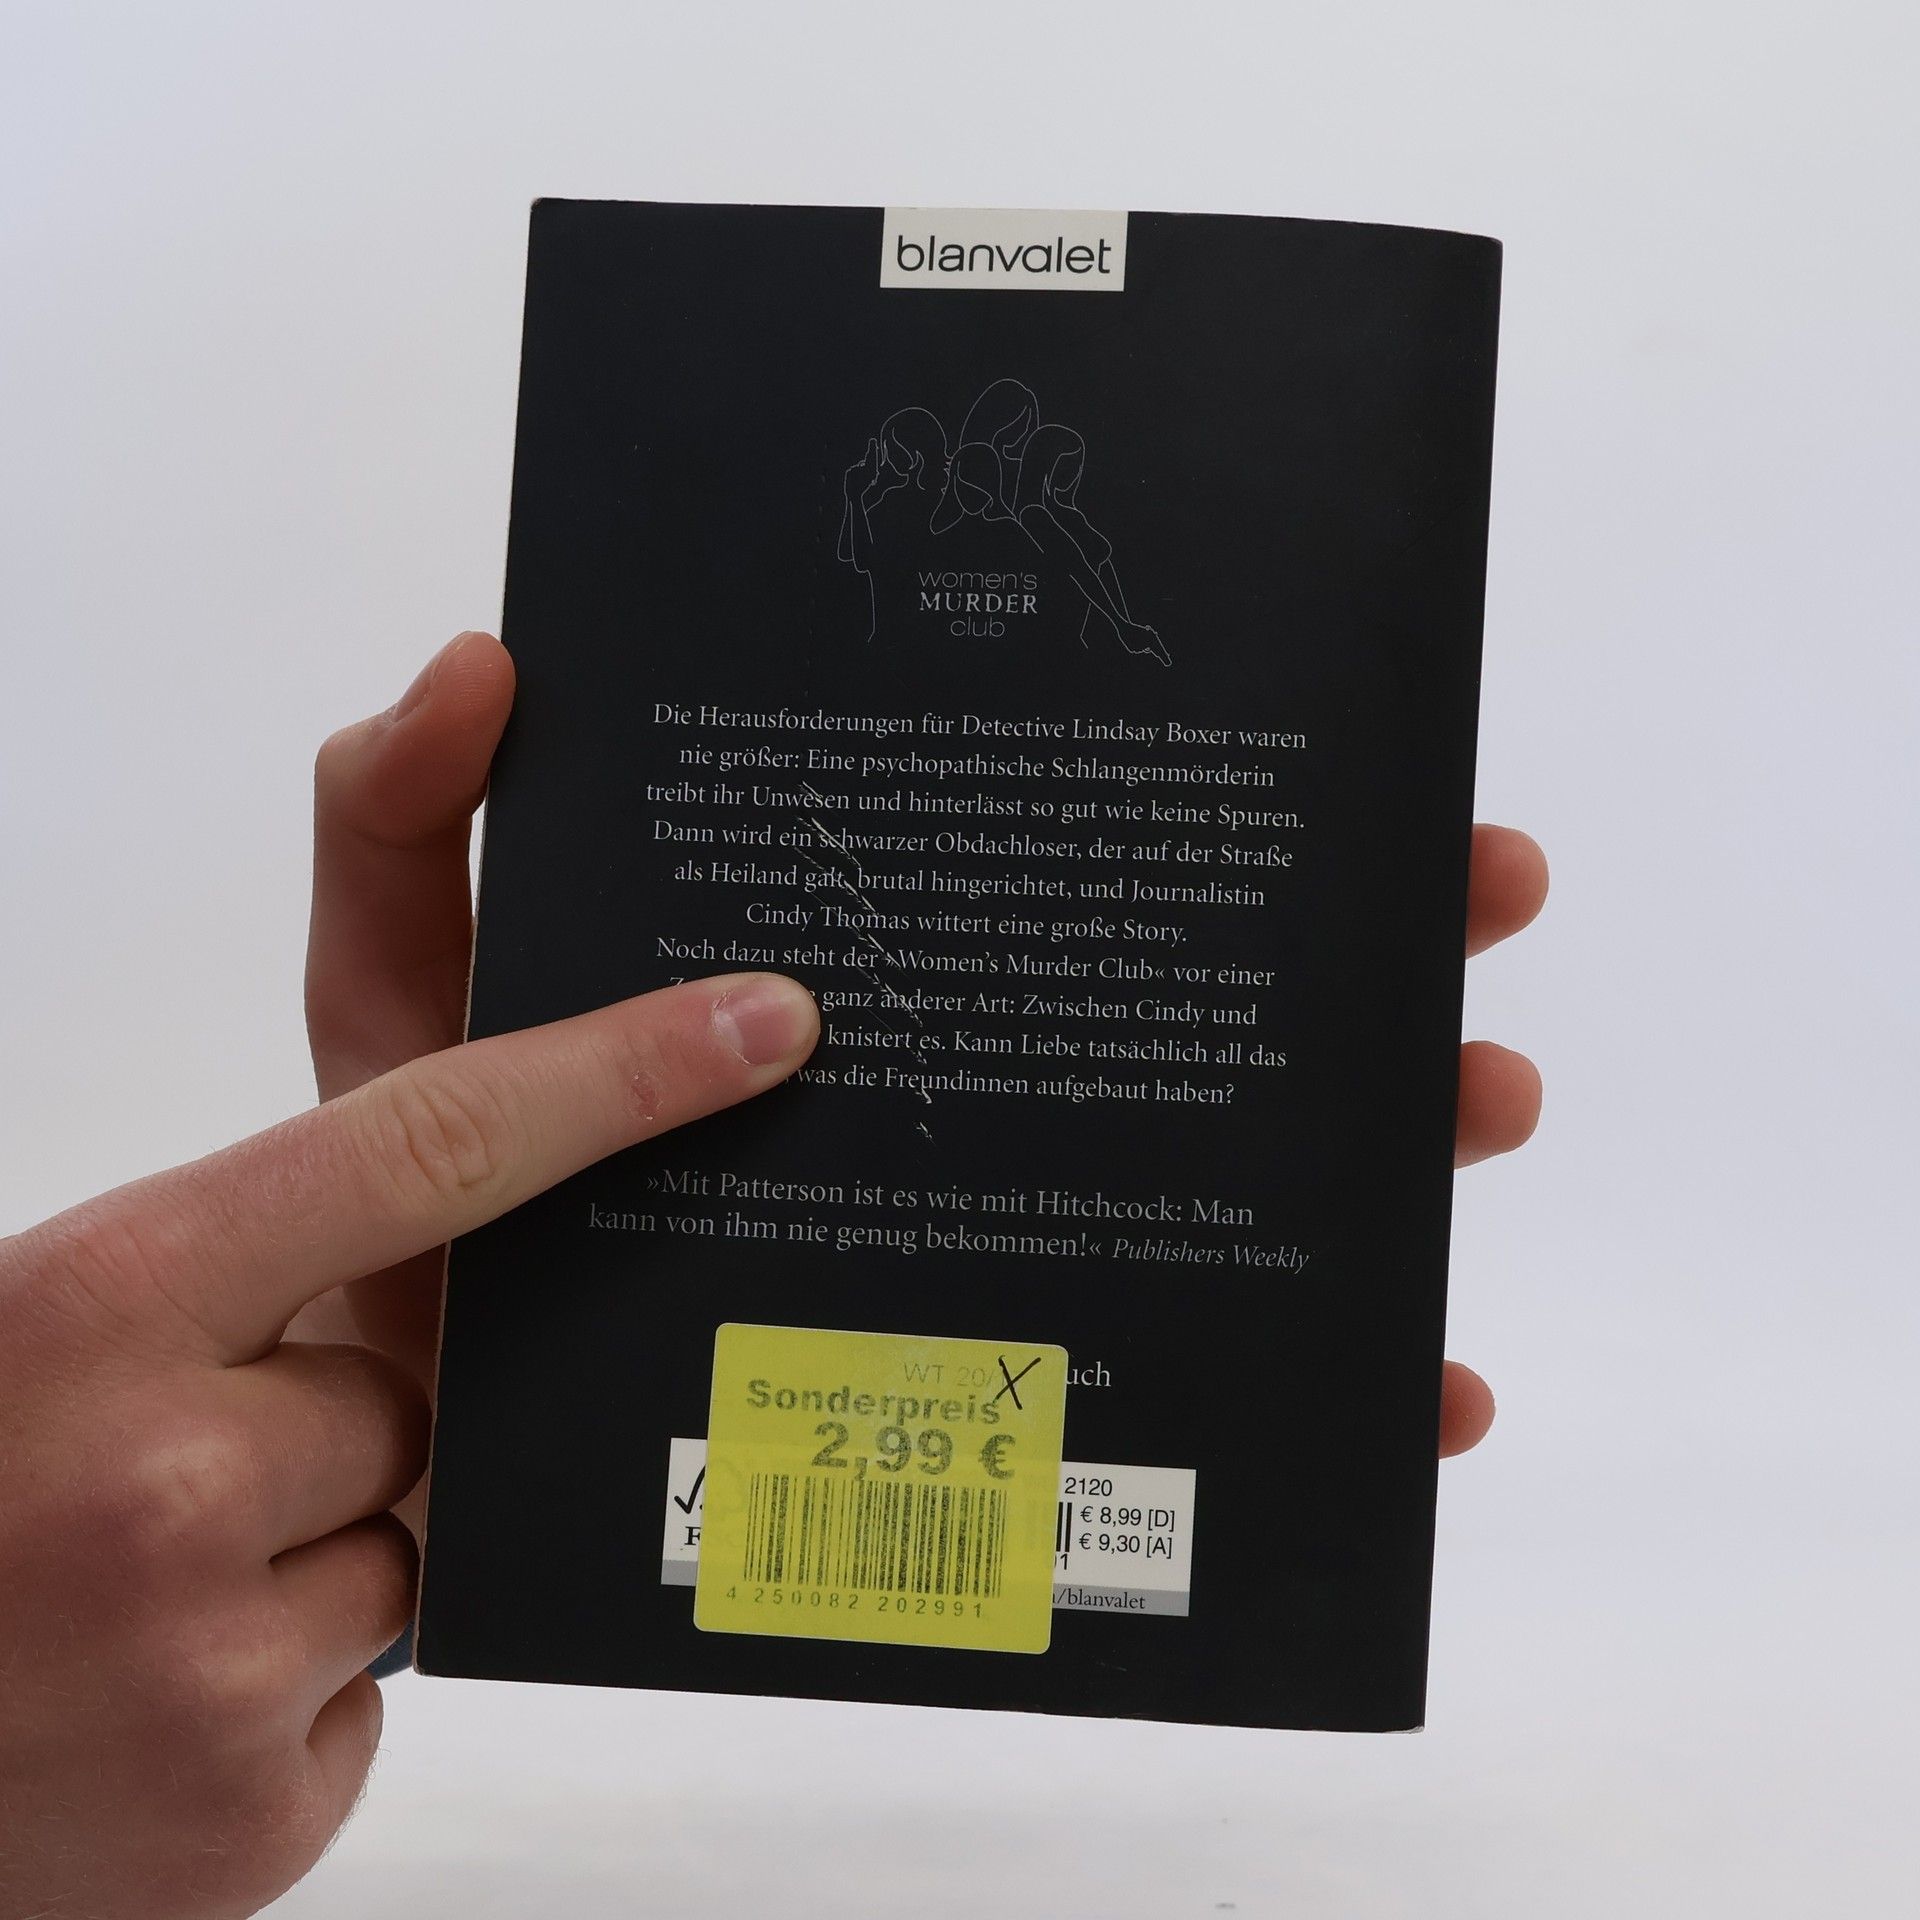 blanvalet
women's
MURDER
club
Die Herausforderungen für Detective Lindsay Boxer waren
nie größer: Eine psychopathische Schlangenmörderin
treibt ihr Unwesen und hinterlässt so gut wie keine Spuren.
Dann wird ein schwarzer Obdachloser, der auf der Straße
als Heiland galt, brutal hingerichtet, und Journalistin
Cindy Thomas wittert eine große Story.
Noch dazu steht der »Women's Murder Club« vor einer
ganz anderer Art: Zwischen Cindy und
knistert es. Kann Liebe tatsächlich all das
was die Freundinnen aufgebaut haben?
»Mit Patterson ist es wie mit Hitchcock: Man
kann von ihm nie genug bekommen!« Publishers Weekly
WT 20/
Sonderpreis
2,99 €
4 250082 202991
2120
€ 8,99 [D]
€ 9,30 [A]
/blanvalet